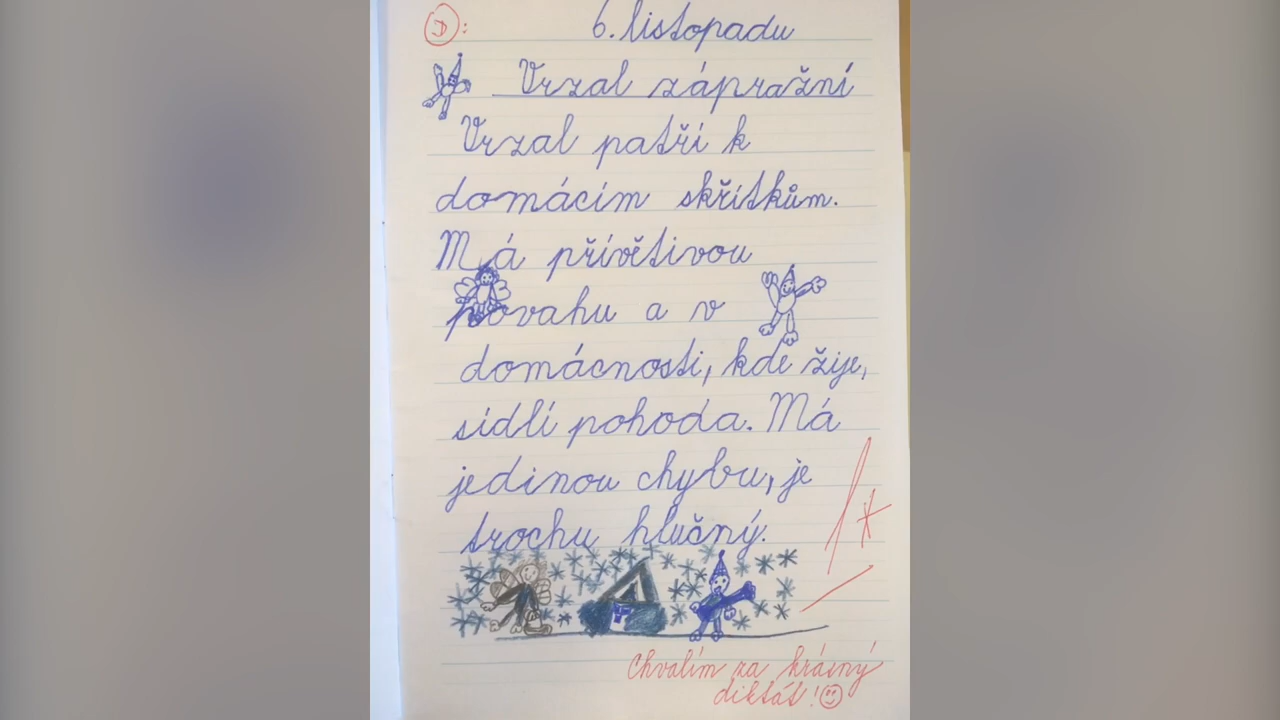 D: 6. listopadu
Vrzal zápražní
Vrzal patří k
domácím skřítkům.
Má přívětivou
povahu a v
domácnosti, kde žije,
sídlí pohoda. Má
jedinou chybu, je
trochu hlučný.
1*
Chvalím za krásný
diktát!